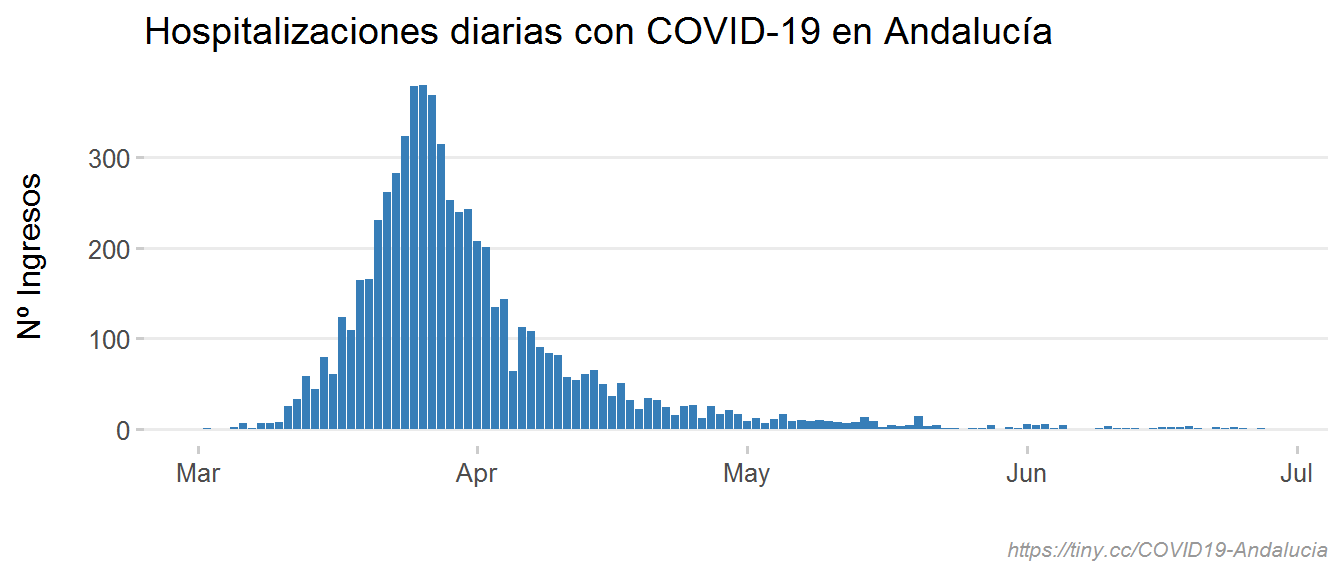 Hospitalizaciones diarias con COVID-19 en Andalucía
Nº Ingresos
300
200
100
0
Mar Apr May Jun Jul
https://tiny.cc/COVID19-Andalucia